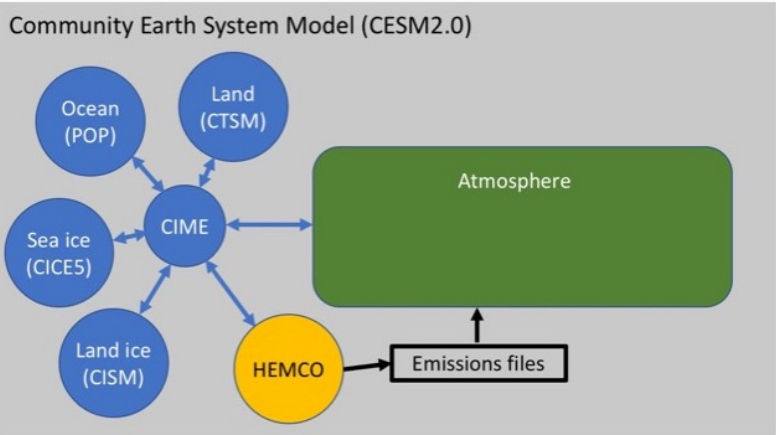 Community Earth System Model (CESM2.0)
Ocean
(POP)
Land
(CTSM)
Atmosphere
CIME
Sea ice
(CICE5)
Land ice
(CISM)
HEMCO
Emissions files